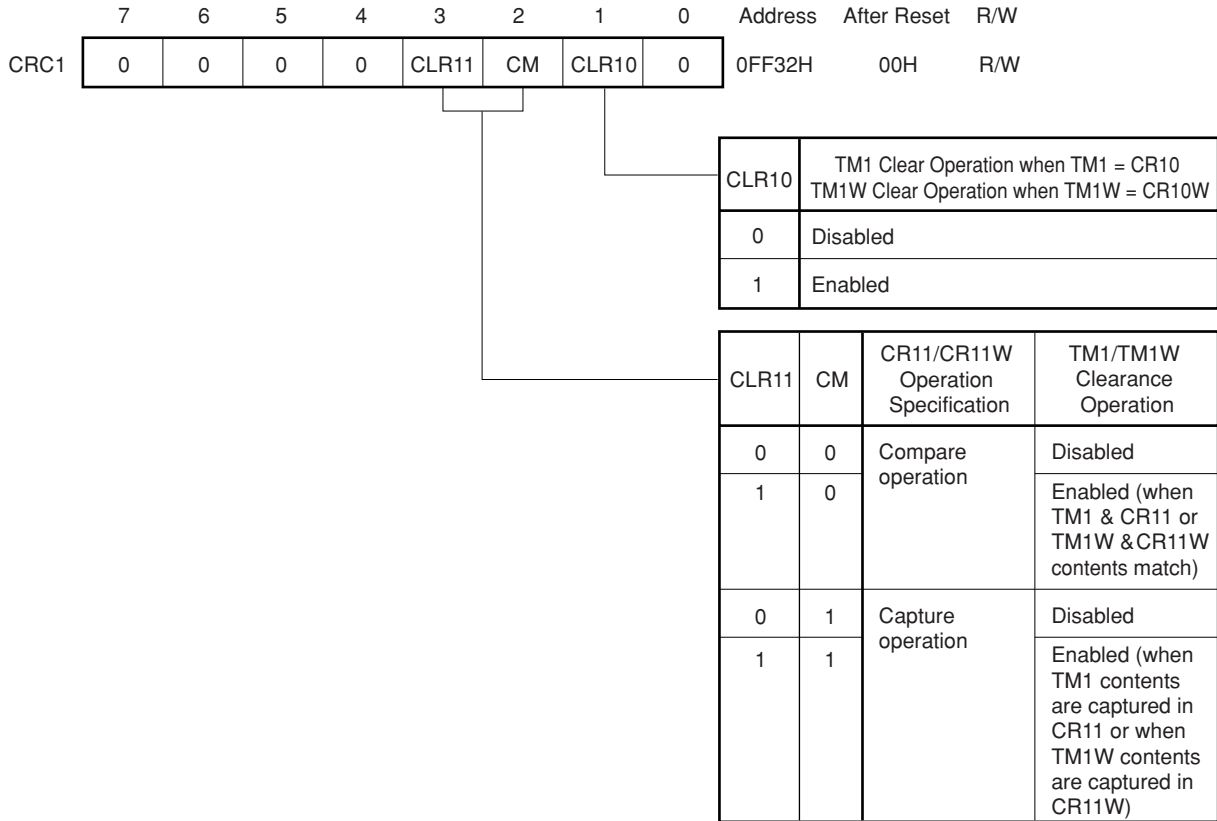 7 6 5 4 3 2 1 0 Address After Reset R/W
CRC1 0 0 0 0 CLR11 CM CLR10 0 0FF32H 00H R/W
CLR10 TM1 Clear Operation when TM1 = CR10
TM1W Clear Operation when TM1W = CR10W
0 Disabled
1 Enabled
CLR11 CM CR11/CR11W
Operation
Specification
TM1/TM1W
Clearance
Operation
0 0 Compare
operation
Disabled
1 0 Enabled (when
TM1 & CR11 or
TM1W &CR11W
contents match)
0 1 Capture
operation
Disabled
1 1 Enabled (when
TM1 contents
are captured in
CR11 or when
TM1W contents
are captured in
CR11W)